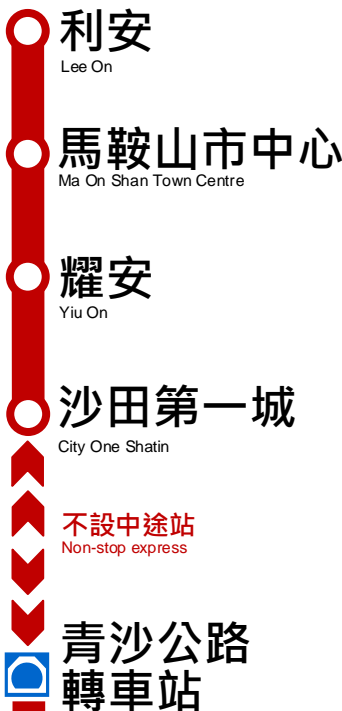 利安
Lee On
馬鞍山市中心
Ma On Shan Town Centre
耀安
Yiu On
沙田第一城
City One Shatin
不設中途站
Non-stop express
青沙公路
轉車站